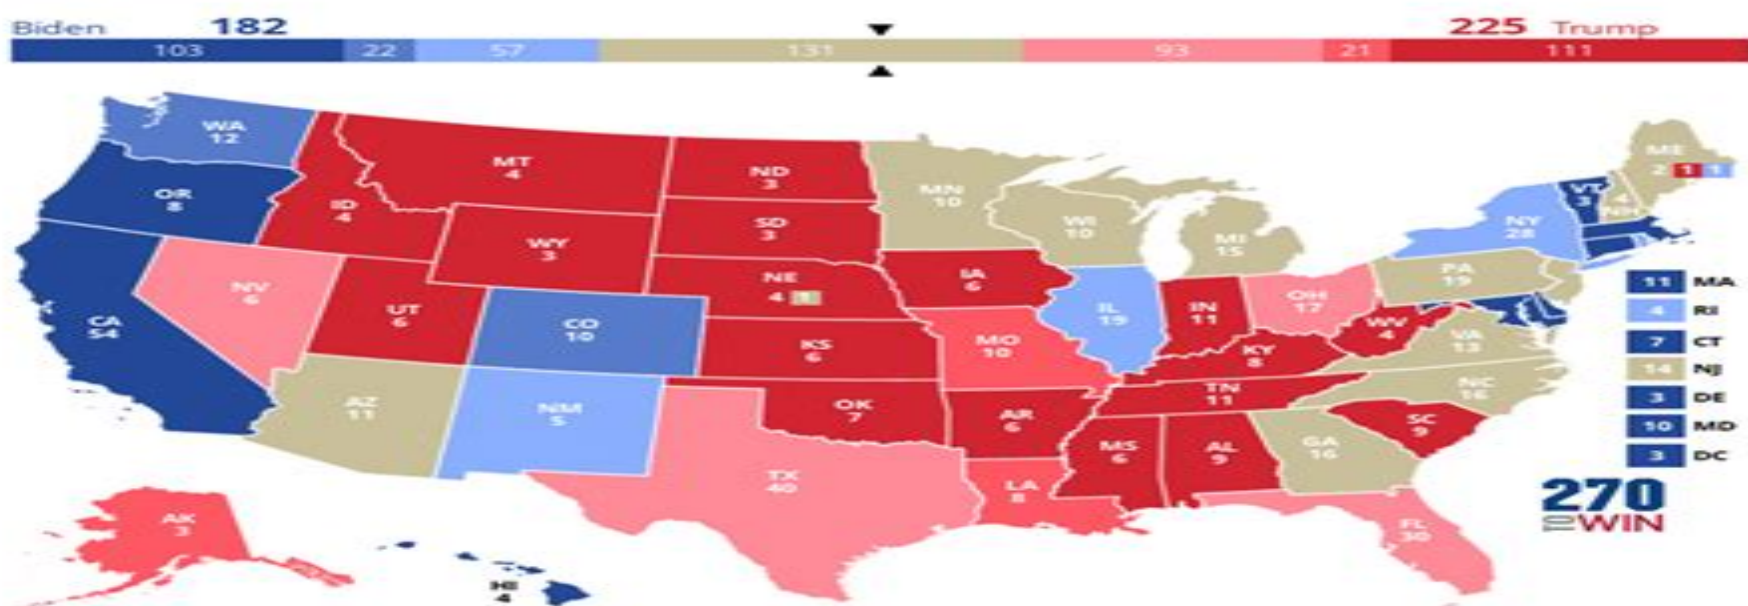 Biden 182 225 Trump
103 22 57 131 93 21 111
WA
12
OR
8
CA
54
NV
6
ID
4
MT
4
WY
3
UT
6
AZ
11
CO
10
NM
5
ND
3
SD
3
NE
4 1
KS
6
OK
7
TX
40
MN
10
IA
6
MO
10
AR
6
LA
8
WI
10
IL
19
MI
15
IN
11
OH
17
KY
8
TN
11
MS
6
AL
9
GA
16
FL
30
SC
9
NC
16
VA
13
WV
4
PA
19
NY
28
VT
3
4
NH
ME
2 1 1
11 MA
4 RI
7 CT
14 NJ
3 DE
10 MD
3 DC
AK
3
HI
4
270
TO WIN